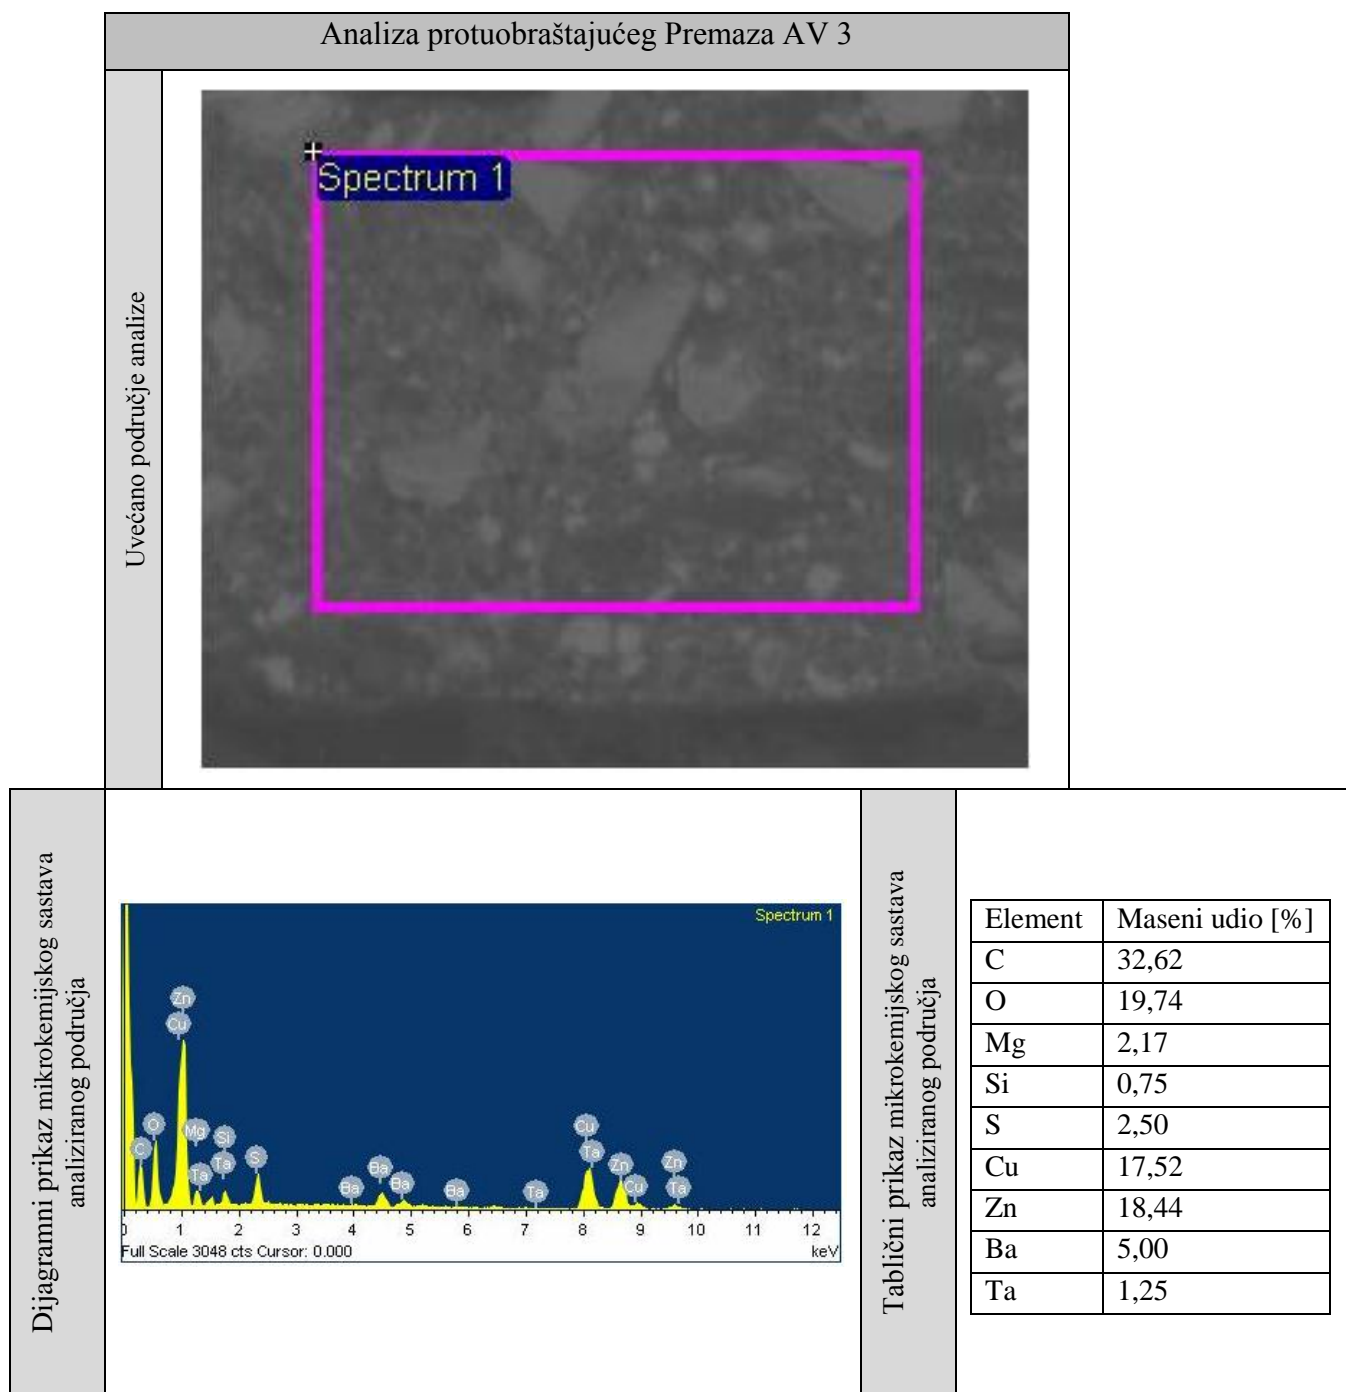 Analiza protuobraštajućeg Premaza AV 3
Uvećano područje analize
Spectrum 1
Dijagramni prikaz mikrokemijskog sastava
analiziranog područja
Spectrum 1
Zn
Cu
C
O
Mg
Ta
Si
Ta
S
Ba
Ba
Ba
Ba
Ta
Cu
Ta
Zn
Cu
Zn
Ta
0 1 2 3 4 5 6 7 8 9 10 11 12
Full Scale 3048 cts Cursor: 0.000 keV
Tablični prikaz mikrokemijskog sastava
analiziranog područja
Element Maseni udio [%]
C 32,62
O 19,74
Mg 2,17
Si 0,75
S 2,50
Cu 17,52
Zn 18,44
Ba 5,00
Ta 1,25